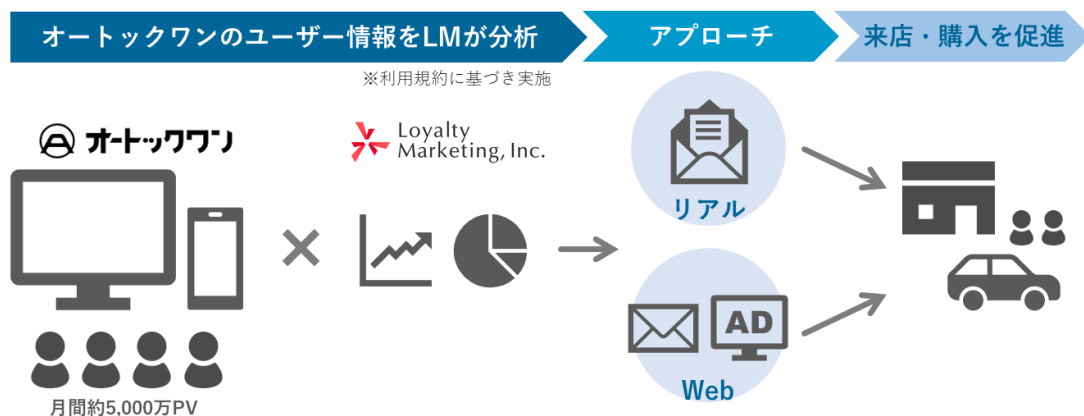 オートックワンのユーザー情報をLMが分析
アプローチ
来店・購入を促進
※利用規約に基づき実施
オートックワン
Loyalty
Marketing, Inc.
リアル
AD
Web
月間約5,000万PV